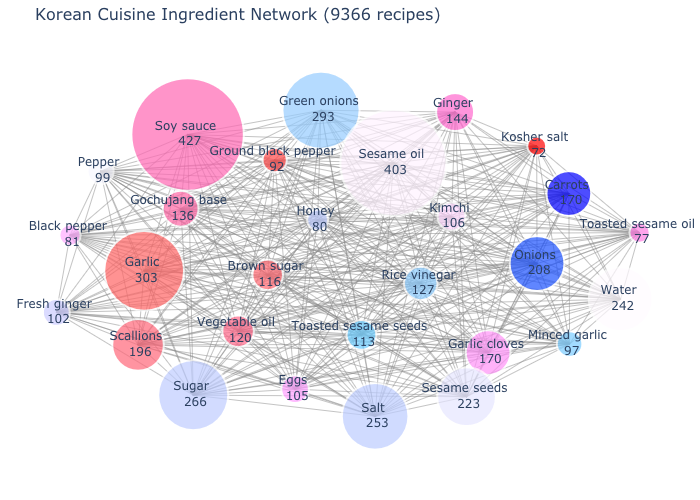 Korean Cuisine Ingredient Network (9366 recipes)
Soy sauce
427
Green onions
293
Ginger
144
Kosher salt
72
Ground black pepper
92
Sesame oil
403
Pepper
99
Carrots
178
Gochujang base
136
Honey
80
Kimchi
106
Black pepper
81
Toasted sesame oil
77
Garlic
303
Brown sugar
116
Rice vinegar
127
Onions
208
Water
242
Fresh ginger
102
Scallions
196
Vegetable oil
120
Toasted sesame seeds
113
Garlic cloves
170
Minced garlic
97
Sugar
266
Eggs
105
Salt
253
Sesame seeds
223